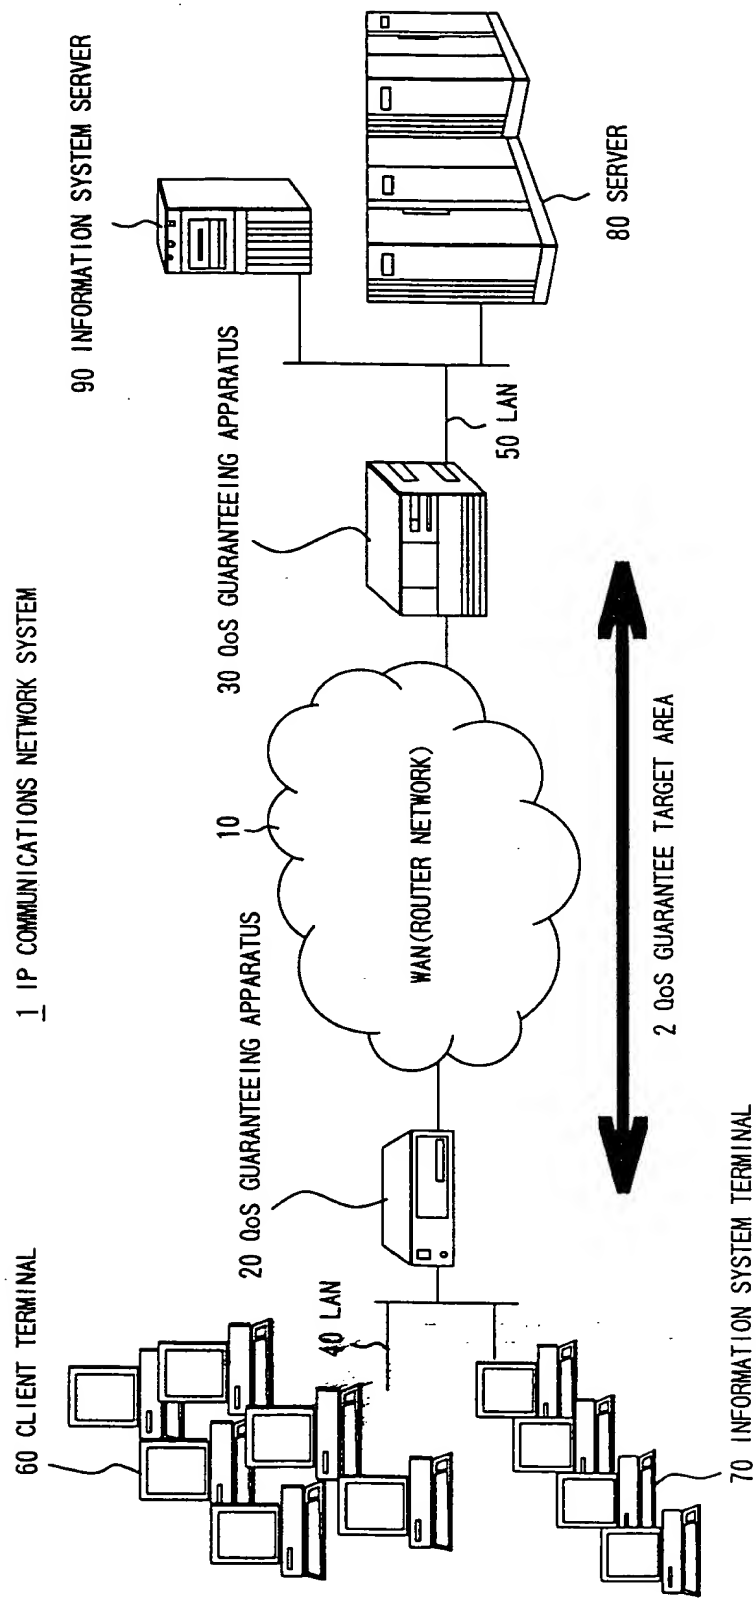 1 IP COMMUNICATIONS NETWORK SYSTEM
60 CLIENT TERMINAL
20 QoS GUARANTEEING APPARATUS
10
30 QoS GUARANTEEING APPARATUS
90 INFORMATION SYSTEM SERVER
40 LAN
WAN(ROUTER NETWORK)
50 LAN
80 SERVER
2 QoS GUARANTEE TARGET AREA
70 INFORMATION SYSTEM TERMINAL